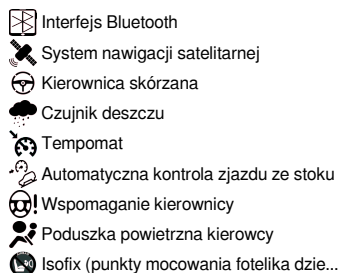 Interfejs Bluetooth
System nawigacji satelitarnej
Kierownica skórzana
Czujnik deszczu
Tempomat
Automatyczna kontrola zjazdu ze stoku
Wspomaganie kierownicy
Poduszka powietrzna kierowcy
Isofix (punkty mocowania fotelika dzie...